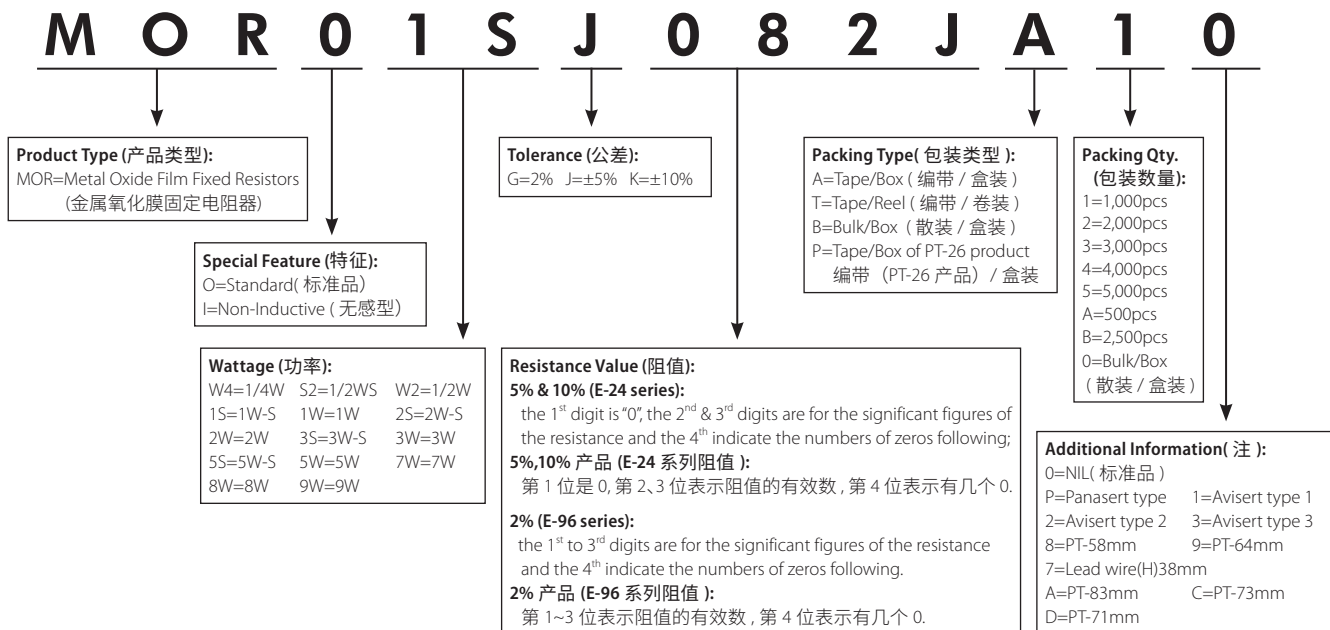 M O R 0 1 S J 0 8 2 J A 1 0
Product Type (产品类型):
MOR=Metal Oxide Film Fixed Resistors
(金属氧化膜固定电阻器)
Special Feature (特征):
O=Standard( 标准品）
I=Non-Inductive ( 无感型）
Wattage (功率):
W4=1/4W S2=1/2WS W2=1/2W
1S=1W-S 1W=1W 2S=2W-S
2W=2W 3S=3W-S 3W=3W
5S=5W-S 5W=5W 7W=7W
8W=8W 9W=9W
Tolerance (公差):
G=2% J=±5% K=±10%
Resistance Value (阻值):
5% & 10% (E-24 series):
the 1st digit is “0”, the 2nd & 3rd digits are for the significant figures of
the resistance and the 4th indicate the numbers of zeros following;
5%,10% 产品 (E-24 系列阻值 ):
第 1 位是 0, 第 2、3 位表示阻值的有效数 , 第 4 位表示有几个 0.
2% (E-96 series):
the 1st to 3rd digits are for the significant figures of the resistance
and the 4th indicate the numbers of zeros following.
2% 产品 (E-96 系列阻值 ):
第 1~3 位表示阻值的有效数 , 第 4 位表示有几个 0.
Packing Type( 包装类型 ):
A=Tape/Box ( 编带 / 盒装 )
T=Tape/Reel ( 编带 / 卷装 )
B=Bulk/Box（ 散装 / 盒装 )
P=Tape/Box of PT-26 product
编带（PT-26 产品）/ 盒装
Packing Qty.
(包装数量):
1=1,000pcs
2=2,000pcs
3=3,000pcs
4=4,000pcs
5=5,000pcs
A=500pcs
B=2,500pcs
0=Bulk/Box
( 散装 / 盒装 )
Additional Information( 注 ):
0=NIL( 标准品 )
P=Panasert type 1=Avisert type 1
2=Avisert type 2 3=Avisert type 3
8=PT-58mm 9=PT-64mm
7=Lead wire(H)38mm
A=PT-83mm C=PT-73mm
D=PT-71mm